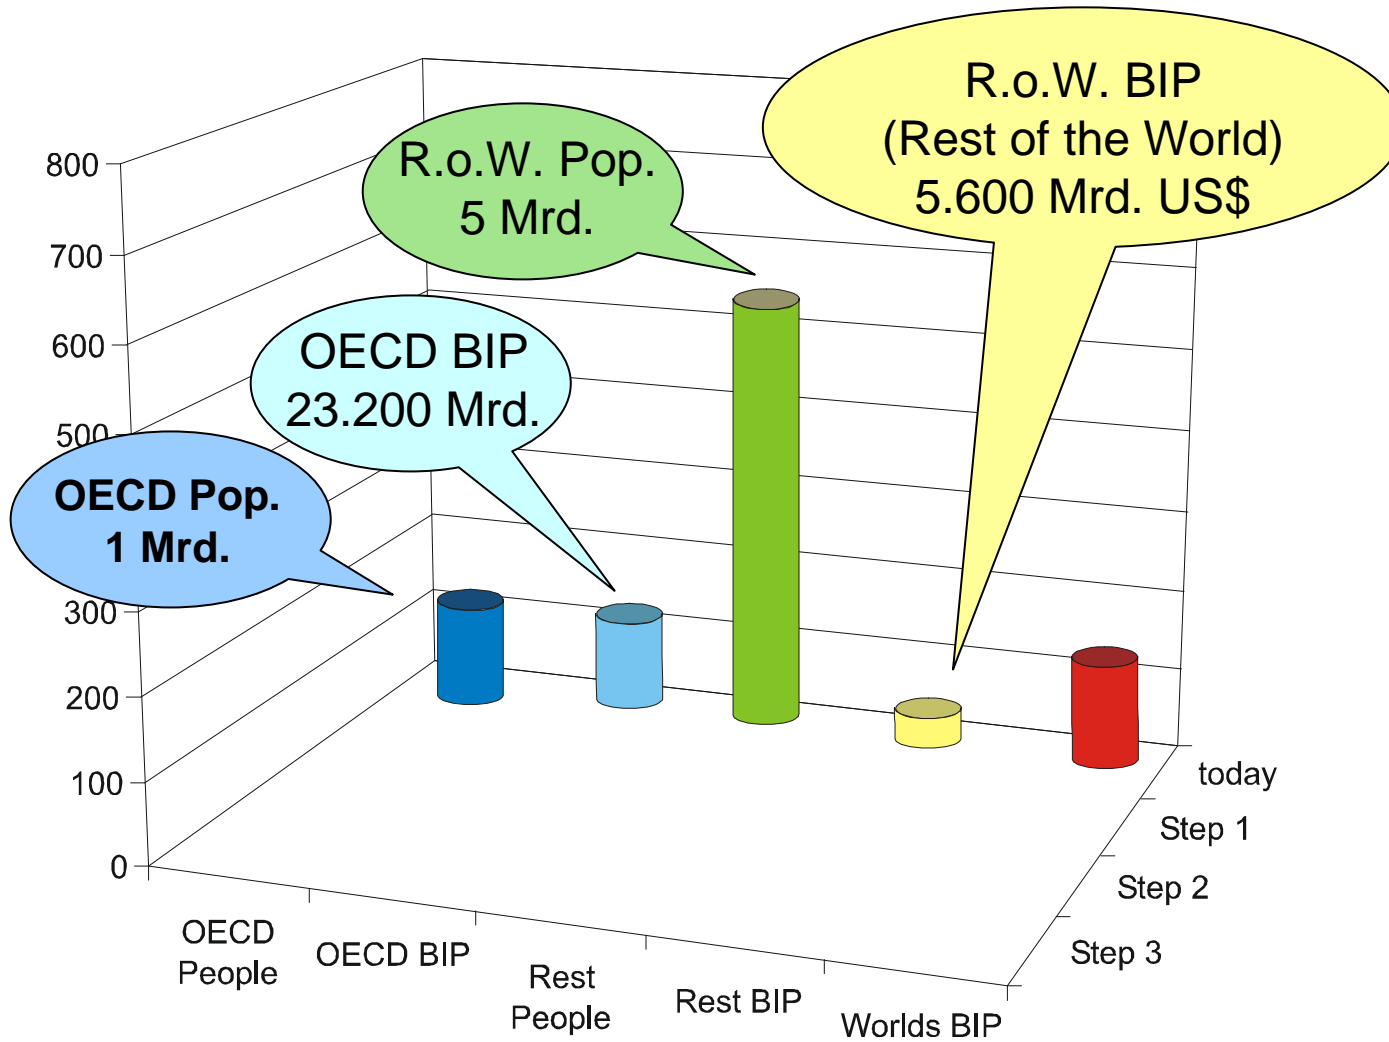 R.o.W. BIP
(Rest of the World)
5.600 Mrd. US$
R.o.W. Pop.
5 Mrd.
OECD BIP
23.200 Mrd.
OECD Pop.
1 Mrd.
800
700
600
500
300
200
100
0
today
Step 1
Step 2
Step 3
OECD
People
OECD BIP
Rest
People
Rest BIP
Worlds BIP